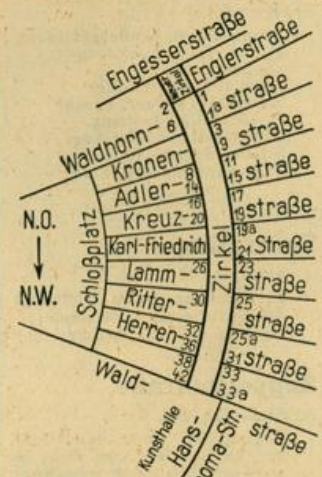 Engesserstraße
Englerstraße
2
1
1a straße
Waldhorn- 6
3
Kronen- 8
9 straße
Adler- 14
11
15 straße
16
17
Kreuz- 20
19 straße
N.O.
N.W.
Schloßplatz
Karl-Friedrich
Zirkel
19a
21 Straße
Lamm- 26
23
straße
Ritter- 30
25
straße
Herren- 32
36
25a
31 straße
38
42
33
33a
Wald-
straße
Kunsthalle
Hans-
oma-Str.